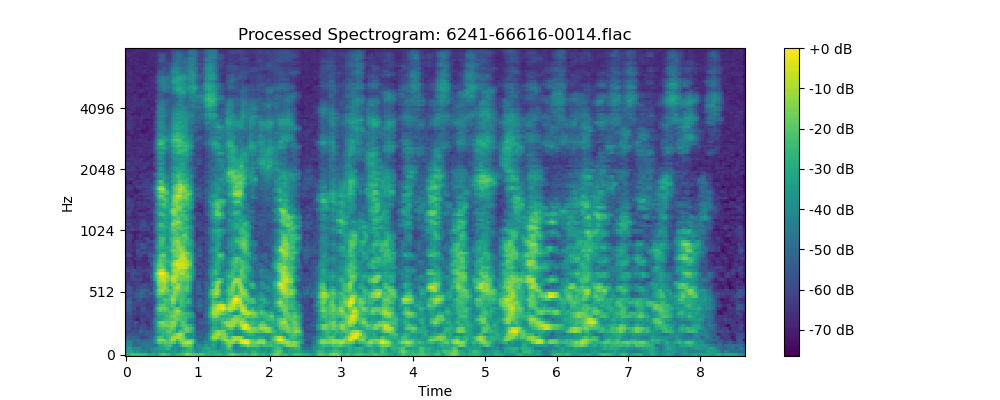 Processed Spectrogram: 6241-66616-0014.flac
+0 dB
4096
-10 dB
-20 dB
2048
-30 dB
Hz
1024
-40 dB
-50 dB
512
-60 dB
-70 dB
0
0 1 2 3 4 5 6 7 8
Time